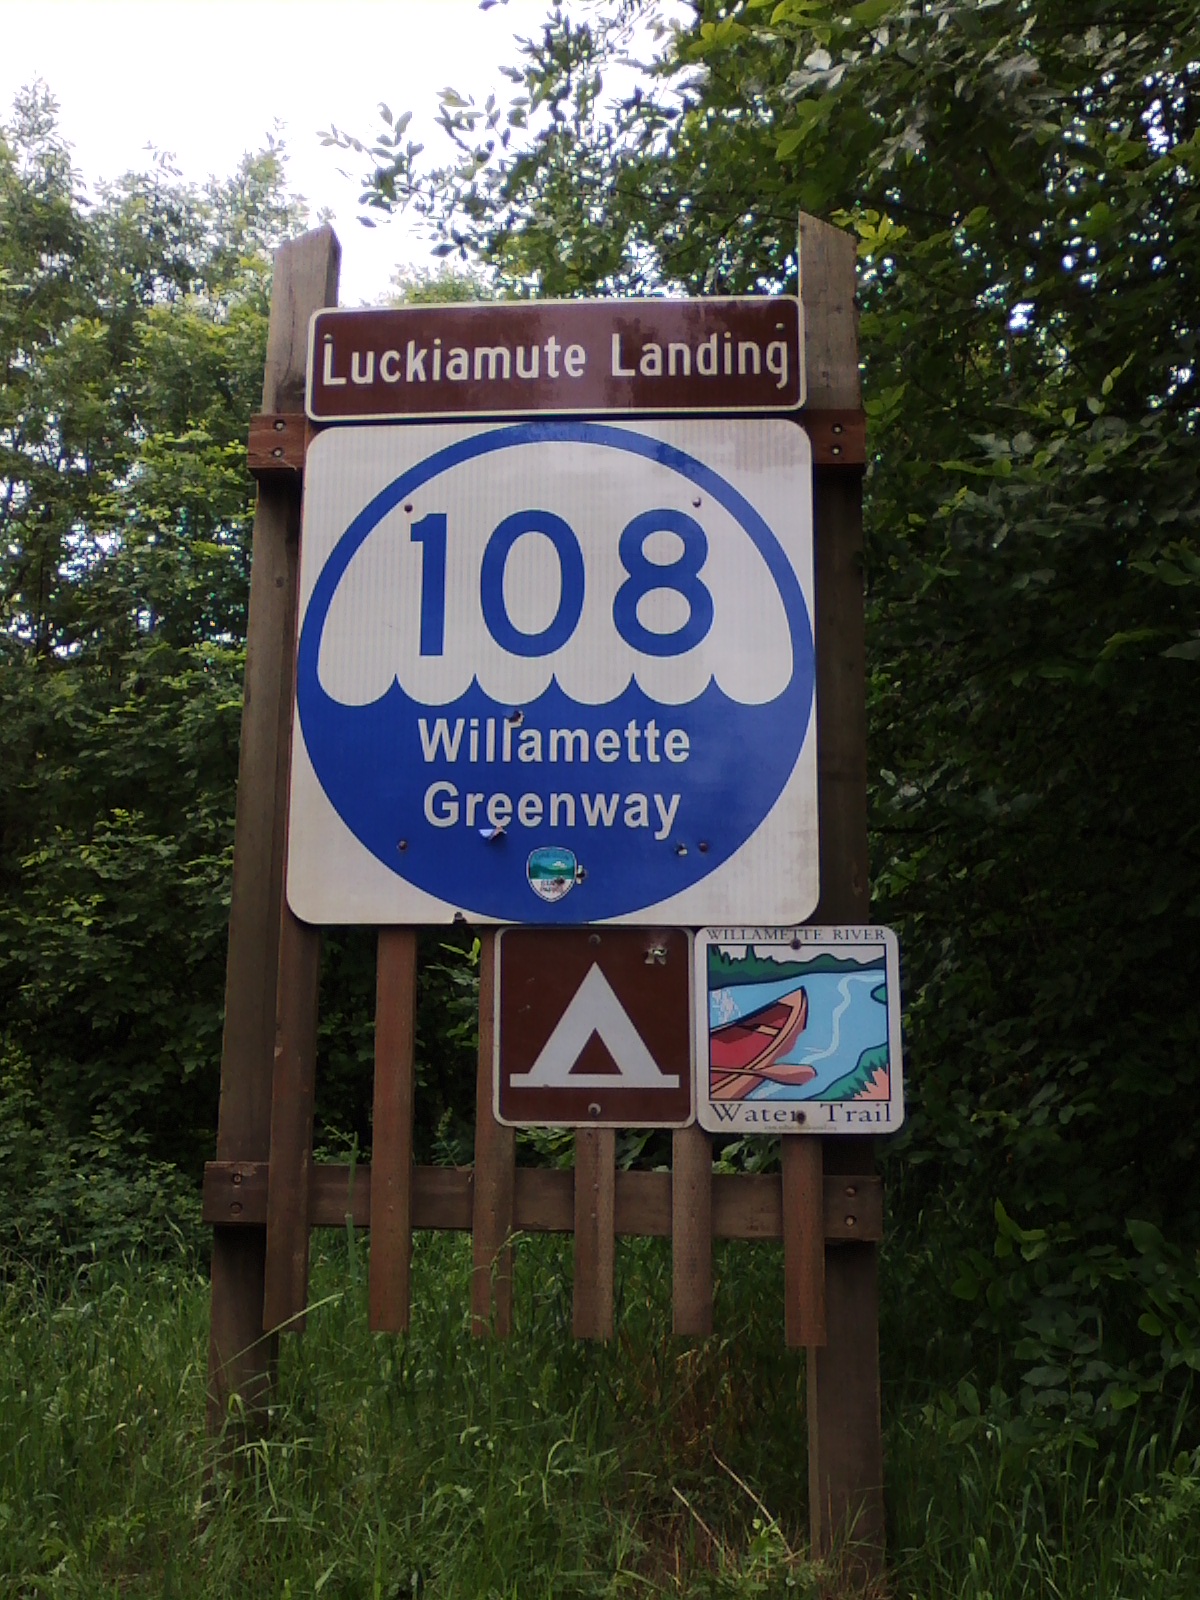 Luckiamute Landing
108
Willamette
Greenway
WILLAMETTE RIVER
Water Trail